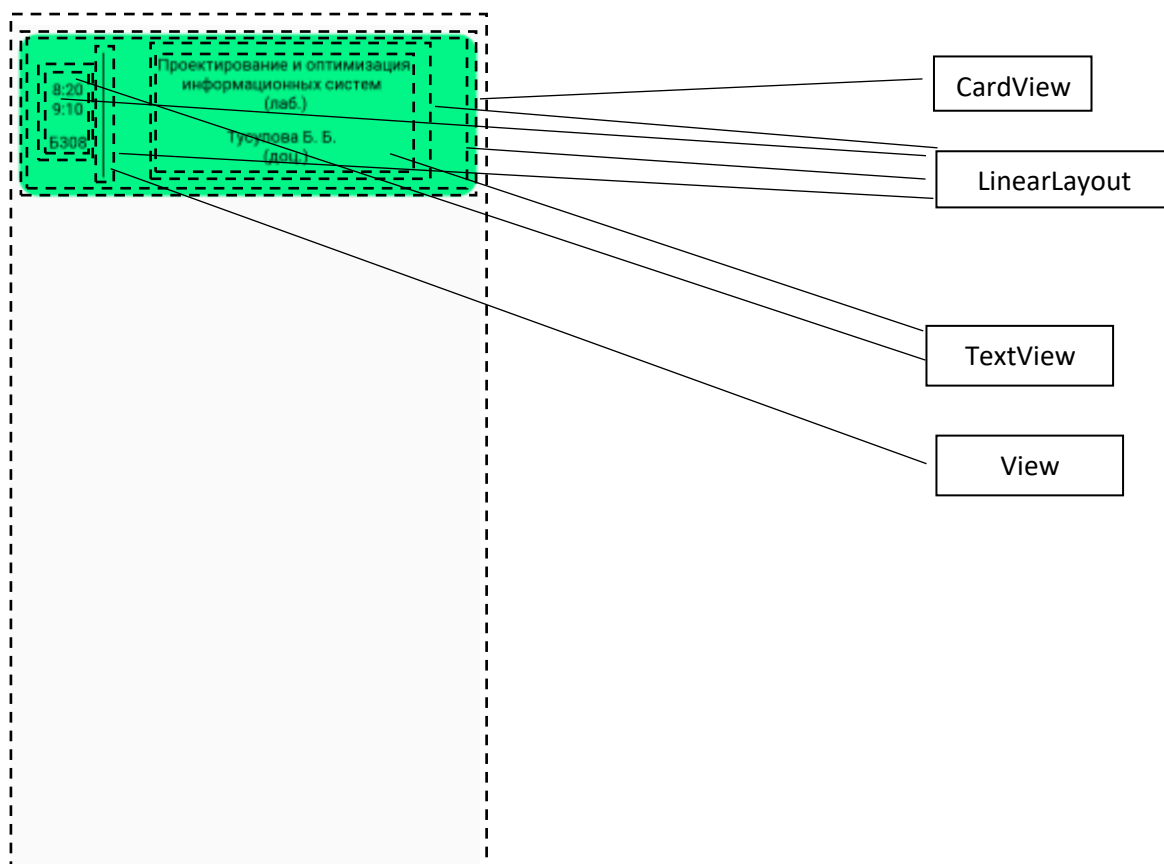 8:20
9:10
Б308
Проектирование и оптимизация
информационных систем
(лаб.)
Тусупова Б. Б.
(доц.)
CardView
LinearLayout
TextView
View